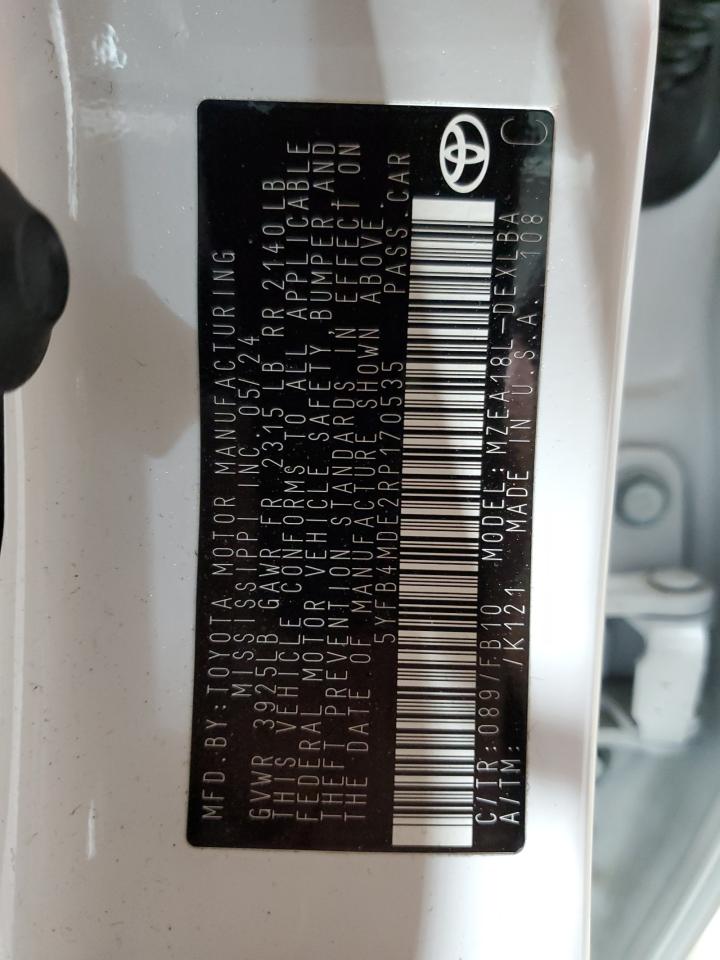 MFD.BY:TOYOTA MOTOR MANUFACTURING
MISSISSIPPI INC 05/24
GVWR 3925LB GAWR FR 2315 LB RR 2140LB
THIS VEHICLE CONFORMS TO ALL APPLICABLE
FEDERAL MOTOR VEHICLE SAFETY, BUMPER AND
THEFT PREVENTION STANDARDS IN EFFECT ON
THE DATE OF MANUFACTURE SHOWN ABOVE.
5YFB4MDE2RP170535 PASS.CAR
C/TR:089/FB10 MODEL:MZEA18L-DEXLBA
A/TM: /K121 MADE IN U.S.A. 108
C